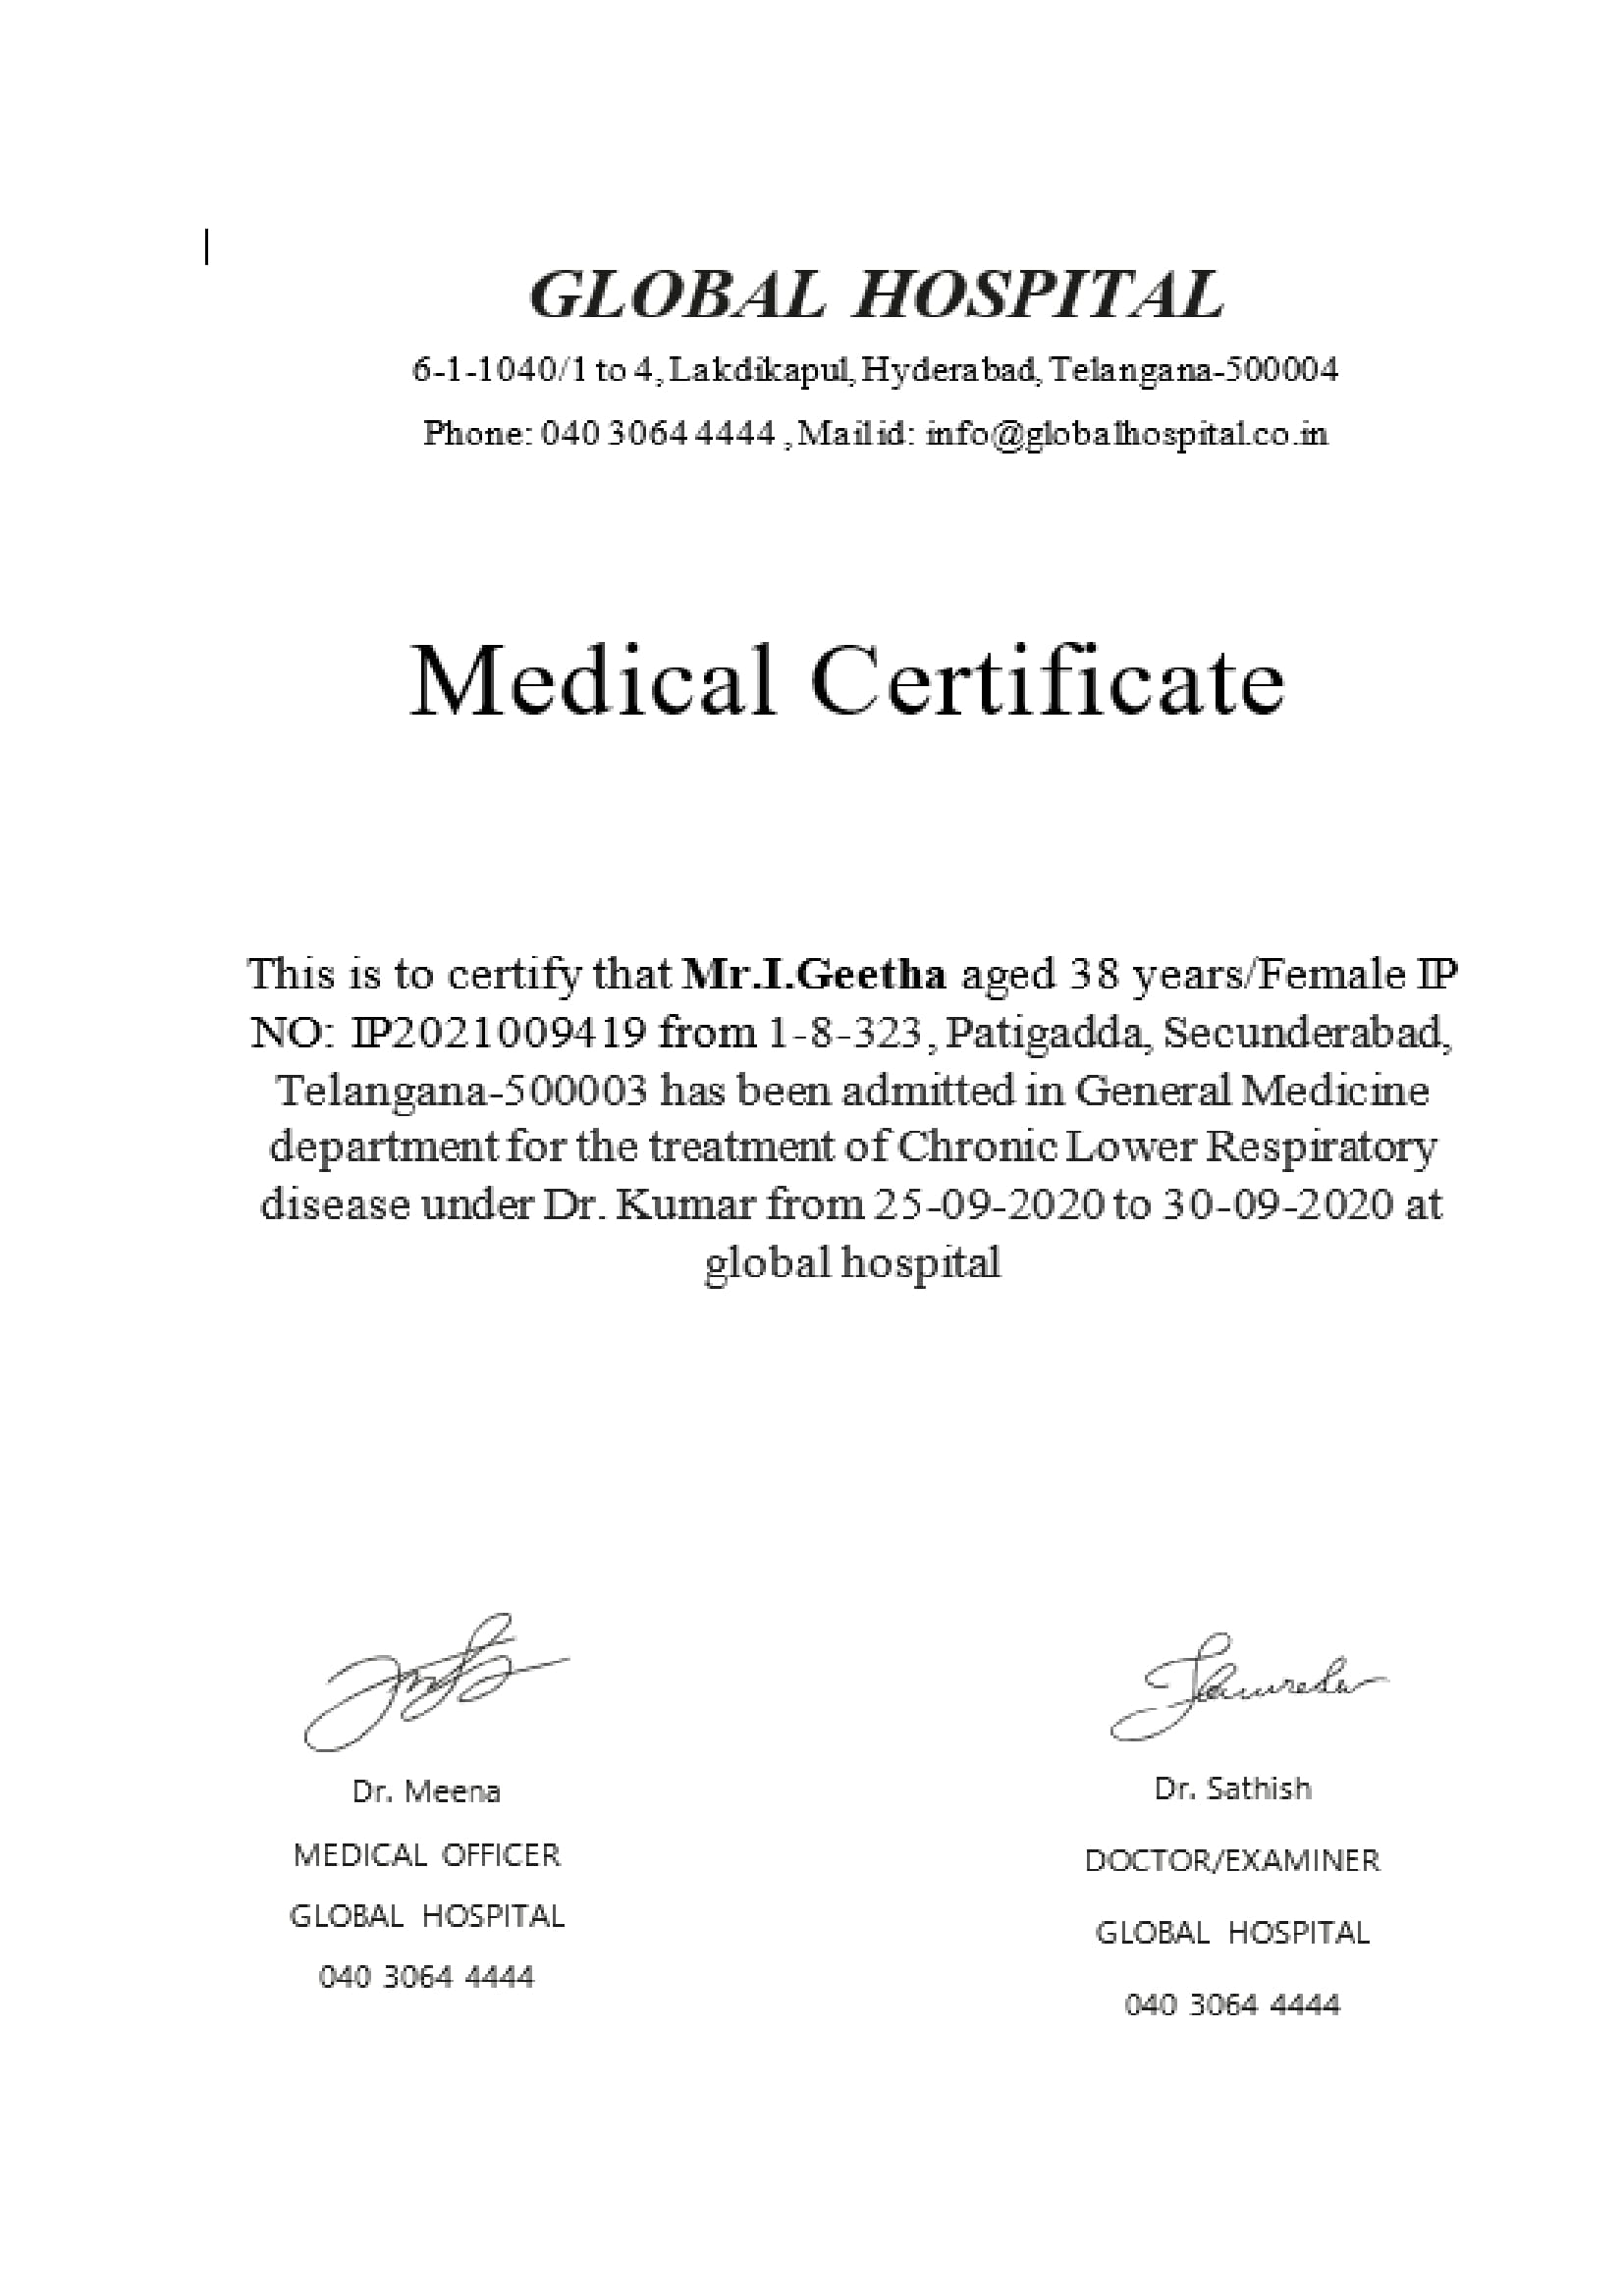 GLOBAL HOSPITAL
6-1-1040/1 to 4, Lakdikapul, Hyderabad, Telangana-500004
Phone: 040 3064 4444 , Mail id: info@globalhospital.co.in
Medical Certificate
This is to certify that Mr.I.Geetha aged 38 years/Female IP
NO: IP2021009419 from 1-8-323, Patigadda, Secunderabad,
Telangana-500003 has been admitted in General Medicine
department for the treatment of Chronic Lower Respiratory
disease under Dr. Kumar from 25-09-2020 to 30-09-2020 at
global hospital
Dr. Meena
MEDICAL OFFICER
GLOBAL HOSPITAL
040 3064 4444
Dr. Sathish
DOCTOR/EXAMINER
GLOBAL HOSPITAL
040 3064 4444